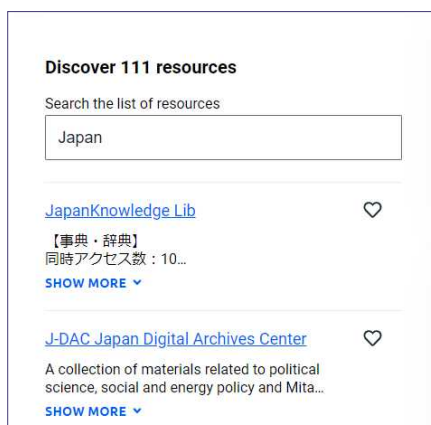 Discover 111 resources
Search the list of resources
Japan
JapanKnowledge Lib
【事典・辞典】
同時アクセス数：10...
SHOW MORE
J-DAC Japan Digital Archives Center
A collection of materials related to political
science, social and energy policy and Mita...
SHOW MORE